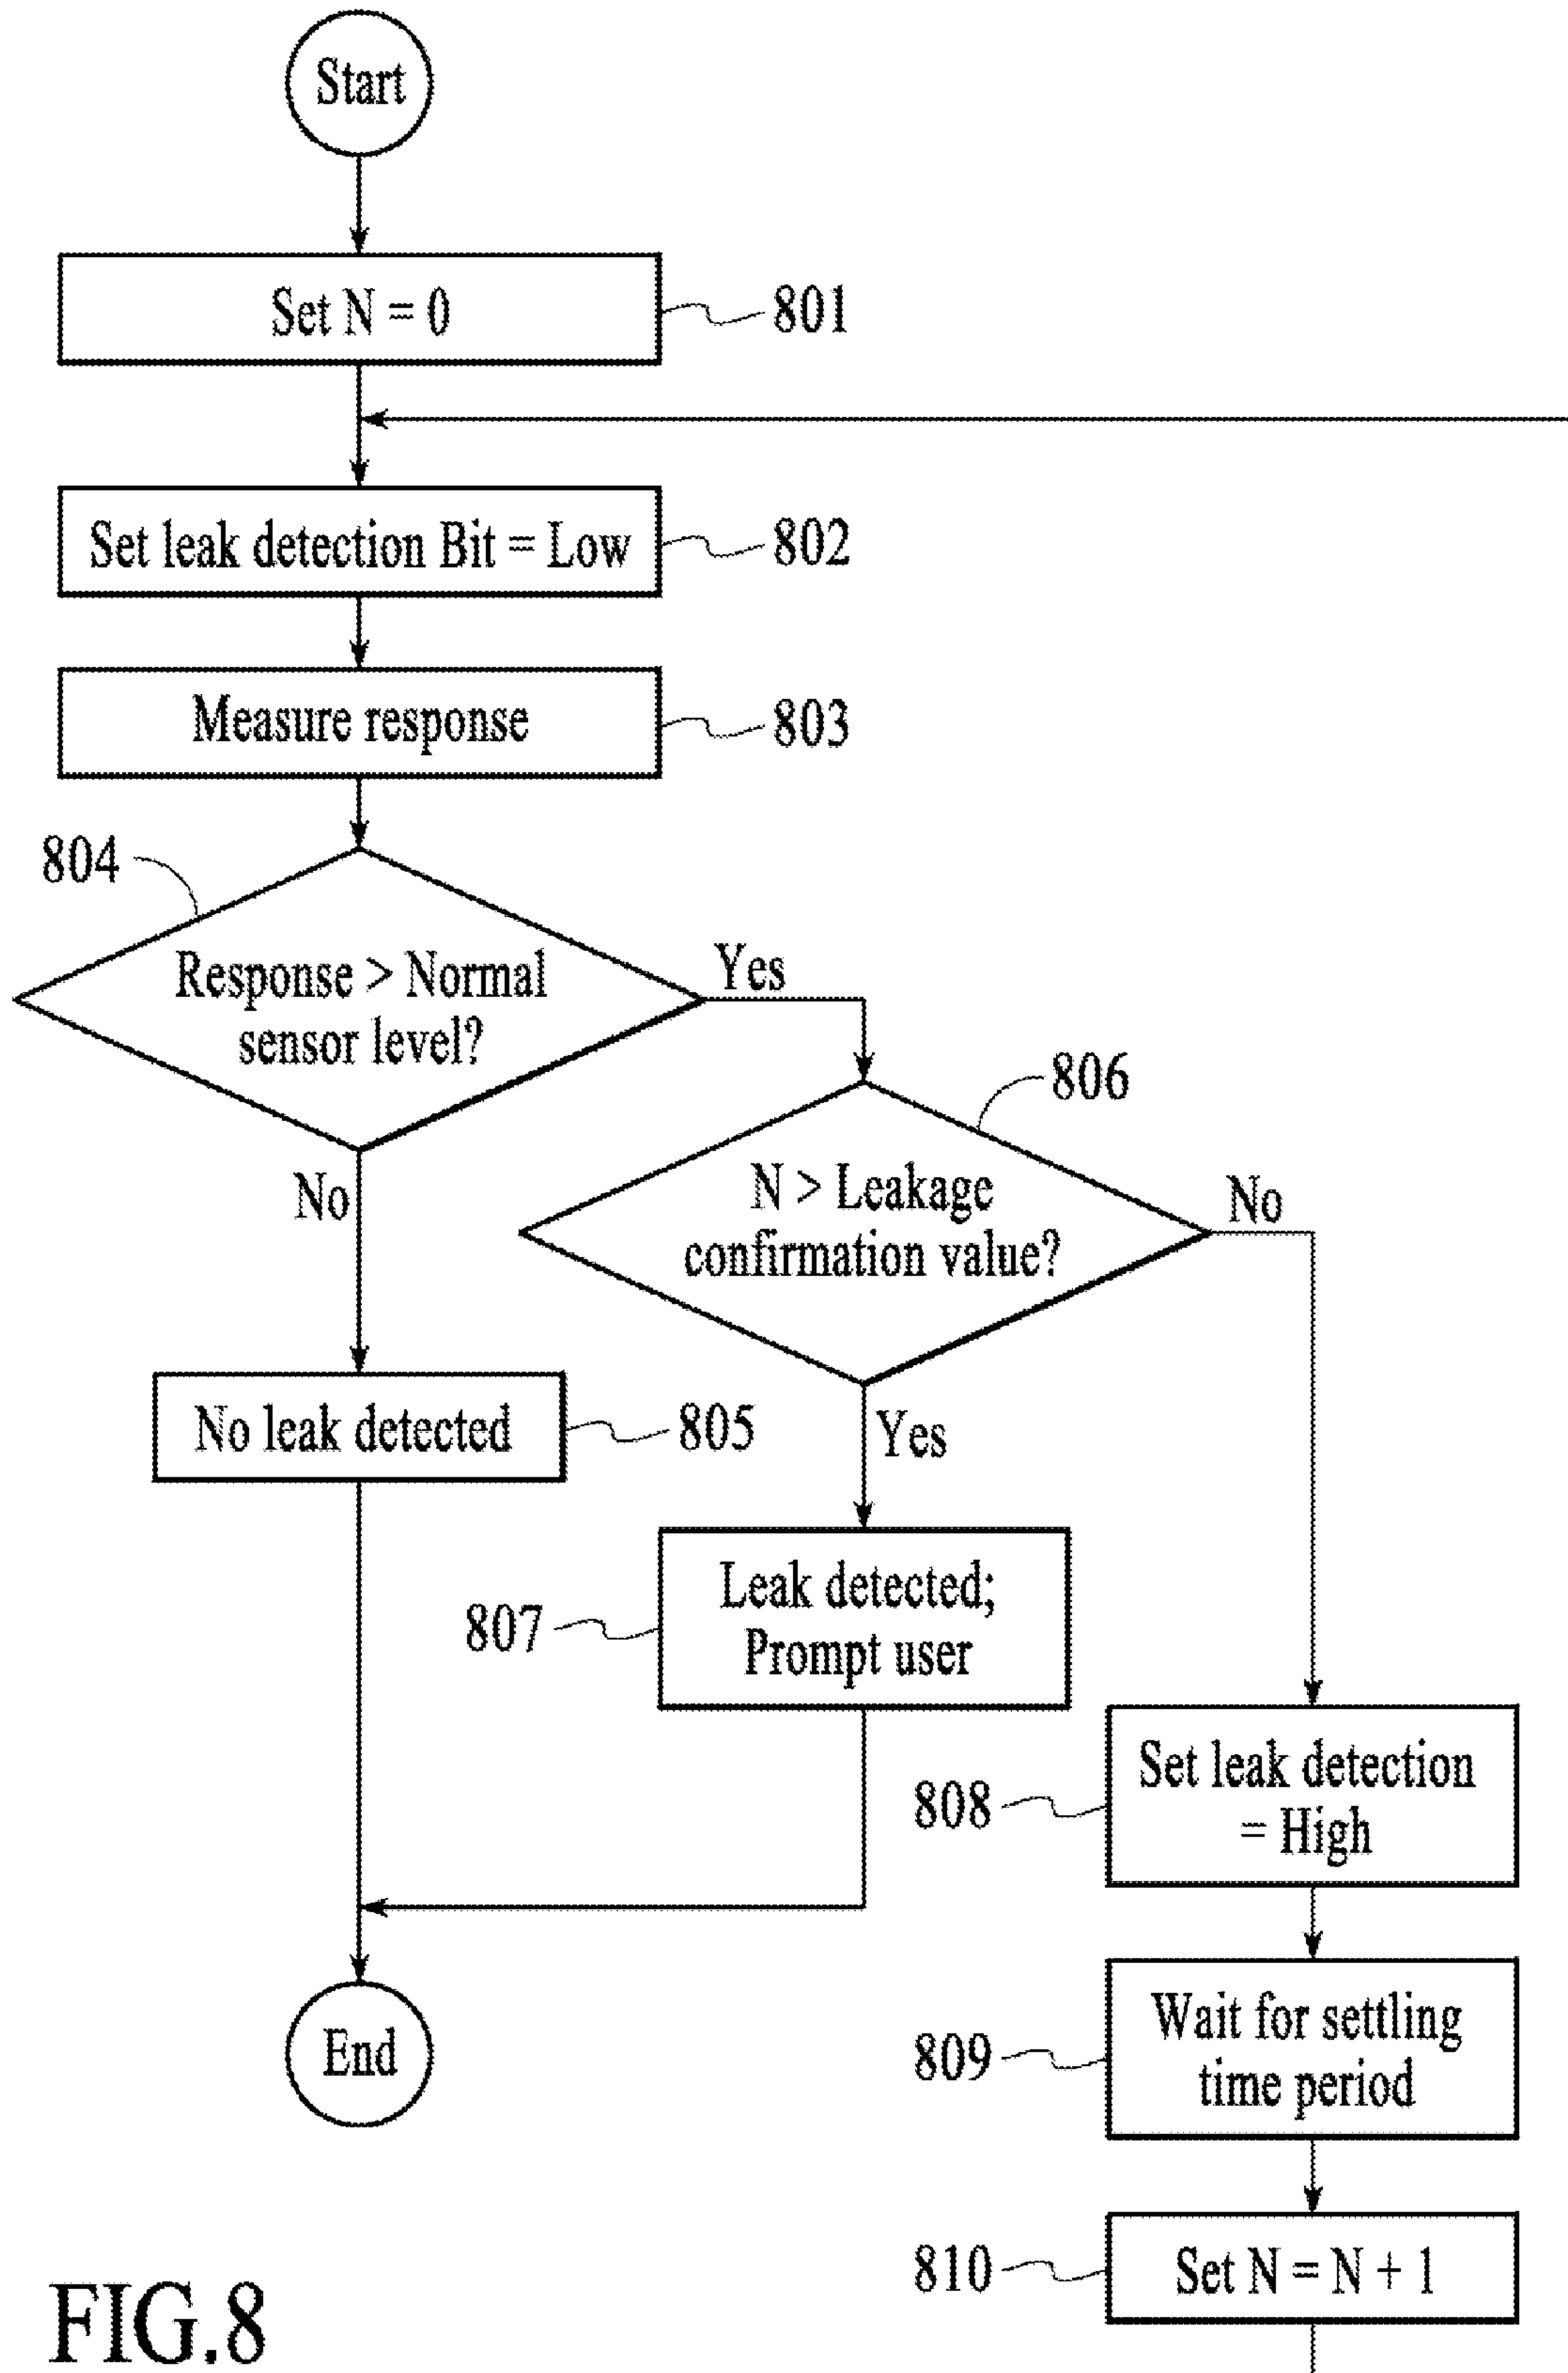 Start
Set N = 0
801
Set leak detection Bit = Low
802
Measure response
803
804
Response > Normal
sensor level?
Yes
No
806
N > Leakage
confirmation value?
No
Yes
No leak detected
805
Leak detected;
Prompt user
807
Set leak detection
= High
808
Wait for settling
time period
809
End
Set N = N + 1
810
FIG.8